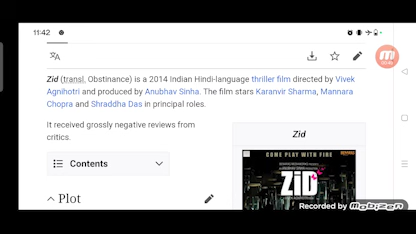 11:42
Zid (transl. Obstinance) is a 2014 Indian Hindi-language thriller film directed by Vivek
Agnihotri and produced by Anubhav Sinha. The film stars Karanvir Sharma, Mannara
Chopra and Shraddha Das in principal roles.
It received grossly negative reviews from
critics.
Zid
Contents
COME PLAY WITH FIRE
ZiD
Plot
Recorded by Mobizen